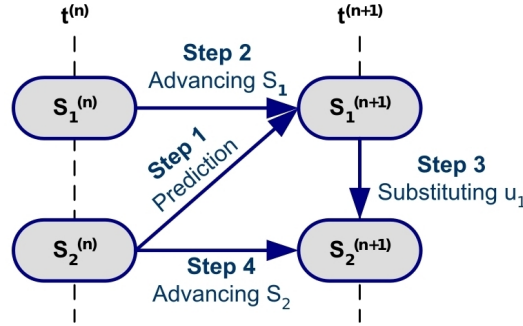 t⁽ⁿ⁾ t⁽ⁿ⁺¹⁾
Step 2
Advancing S₁
S₁⁽ⁿ⁾ S₁⁽ⁿ⁺¹⁾
Step 1
Prediction
Step 3
Substituting u₁
S₂⁽ⁿ⁾ S₂⁽ⁿ⁺¹⁾
Step 4
Advancing S₂